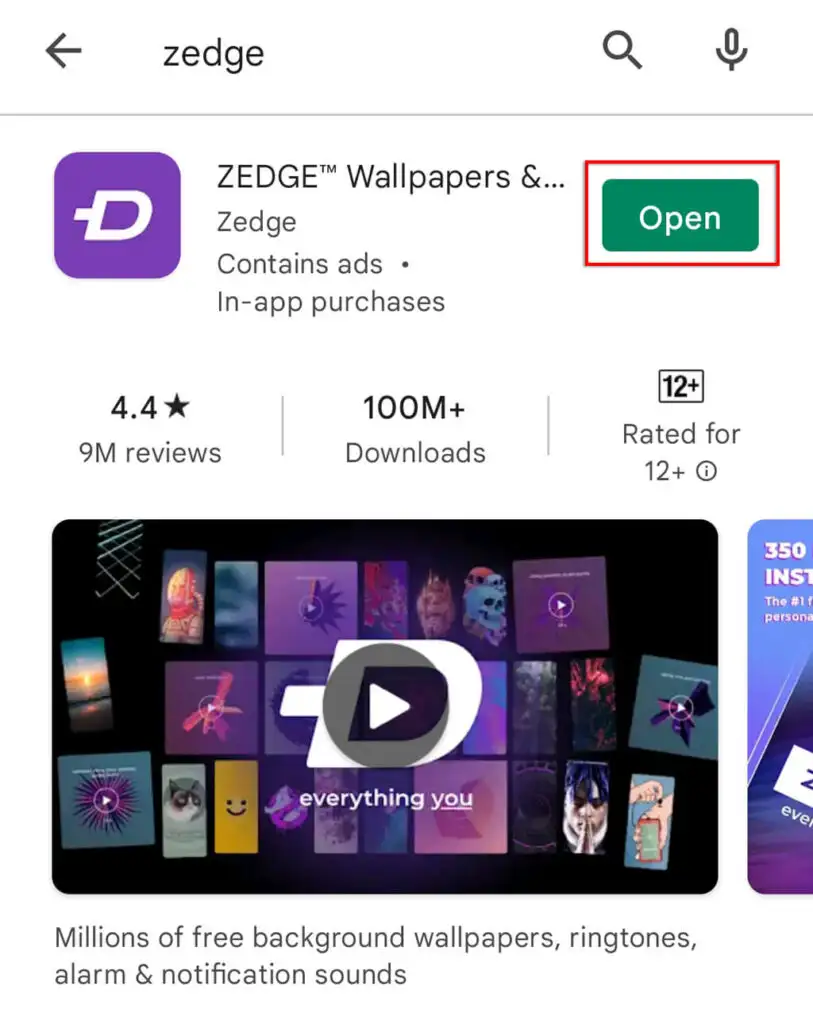 zedge
ZEDGE™ Wallpapers &...
Open
Zedge
Contains ads •
In-app purchases
4.4★
9M reviews
100M+
Downloads
12+
Rated for
12+
350
INST
The #1 f
persona
everything you
ever
Millions of free background wallpapers, ringtones,
alarm & notification sounds